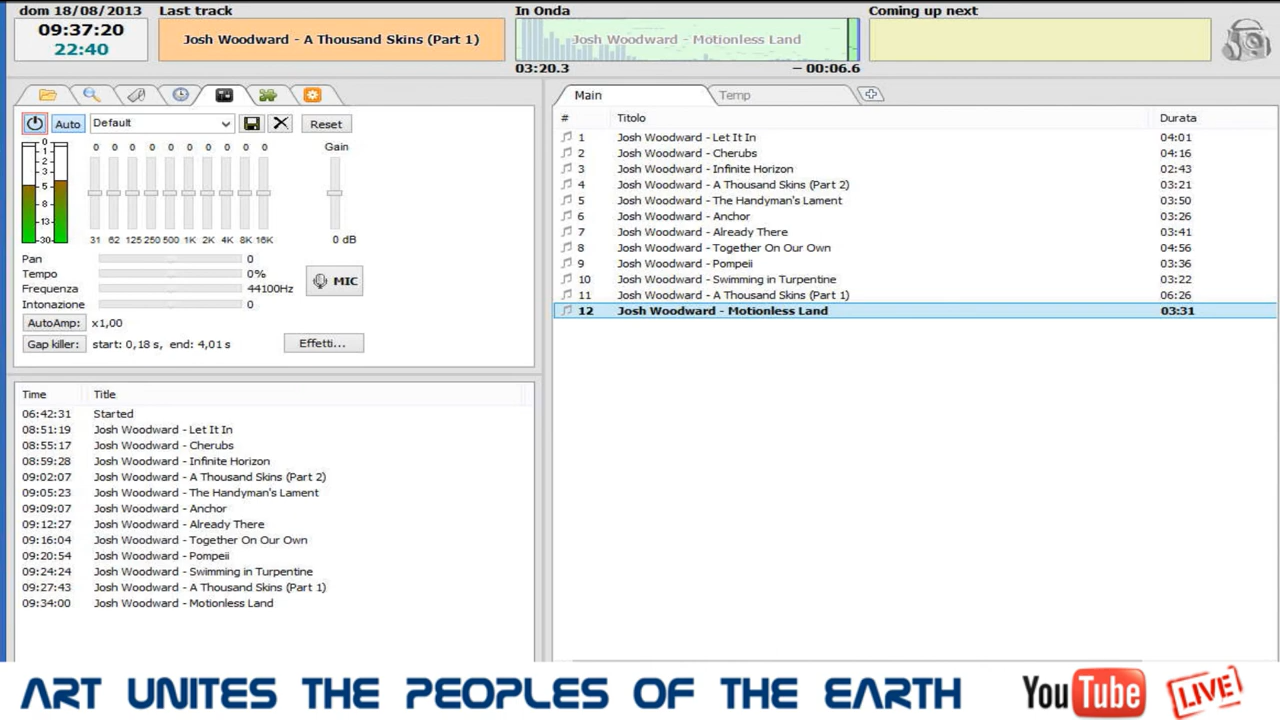 dom 18/08/2013
09:37:20
22:40
Last track
Josh Woodward - A Thousand Skins (Part 1)
In Onda
Josh Woodward - Motionless Land
03:20.3
− 00:06.6
Coming up next
Auto
Default
Reset
0
1
2
3
5
8
13
30
0 0 0 0 0 0 0 0 0 0
Gain
31 62 125 250 500 1K 2K 4K 8K 16K
0 dB
Pan 0
Tempo 0%
Frequenza 44100Hz
Intonazione 0
MIC
AutoAmp: x1,00
Gap killer: start: 0,18 s, end: 4,01 s
Effetti...
Time Title
06:42:31 Started
08:51:19 Josh Woodward - Let It In
08:55:17 Josh Woodward - Cherubs
08:59:28 Josh Woodward - Infinite Horizon
09:02:07 Josh Woodward - A Thousand Skins (Part 2)
09:05:23 Josh Woodward - The Handyman's Lament
09:09:07 Josh Woodward - Anchor
09:12:27 Josh Woodward - Already There
09:16:04 Josh Woodward - Together On Our Own
09:20:54 Josh Woodward - Pompeii
09:24:24 Josh Woodward - Swimming in Turpentine
09:27:43 Josh Woodward - A Thousand Skins (Part 1)
09:34:00 Josh Woodward - Motionless Land
Main Temp
# Titolo Durata
1 Josh Woodward - Let It In 04:01
2 Josh Woodward - Cherubs 04:16
3 Josh Woodward - Infinite Horizon 02:43
4 Josh Woodward - A Thousand Skins (Part 2) 03:21
5 Josh Woodward - The Handyman's Lament 03:50
6 Josh Woodward - Anchor 03:26
7 Josh Woodward - Already There 03:41
8 Josh Woodward - Together On Our Own 04:56
9 Josh Woodward - Pompeii 03:36
10 Josh Woodward - Swimming in Turpentine 03:22
11 Josh Woodward - A Thousand Skins (Part 1) 06:26
12 Josh Woodward - Motionless Land 03:31
ART UNITES THE PEOPLES OF THE EARTH
YouTube
LIVE